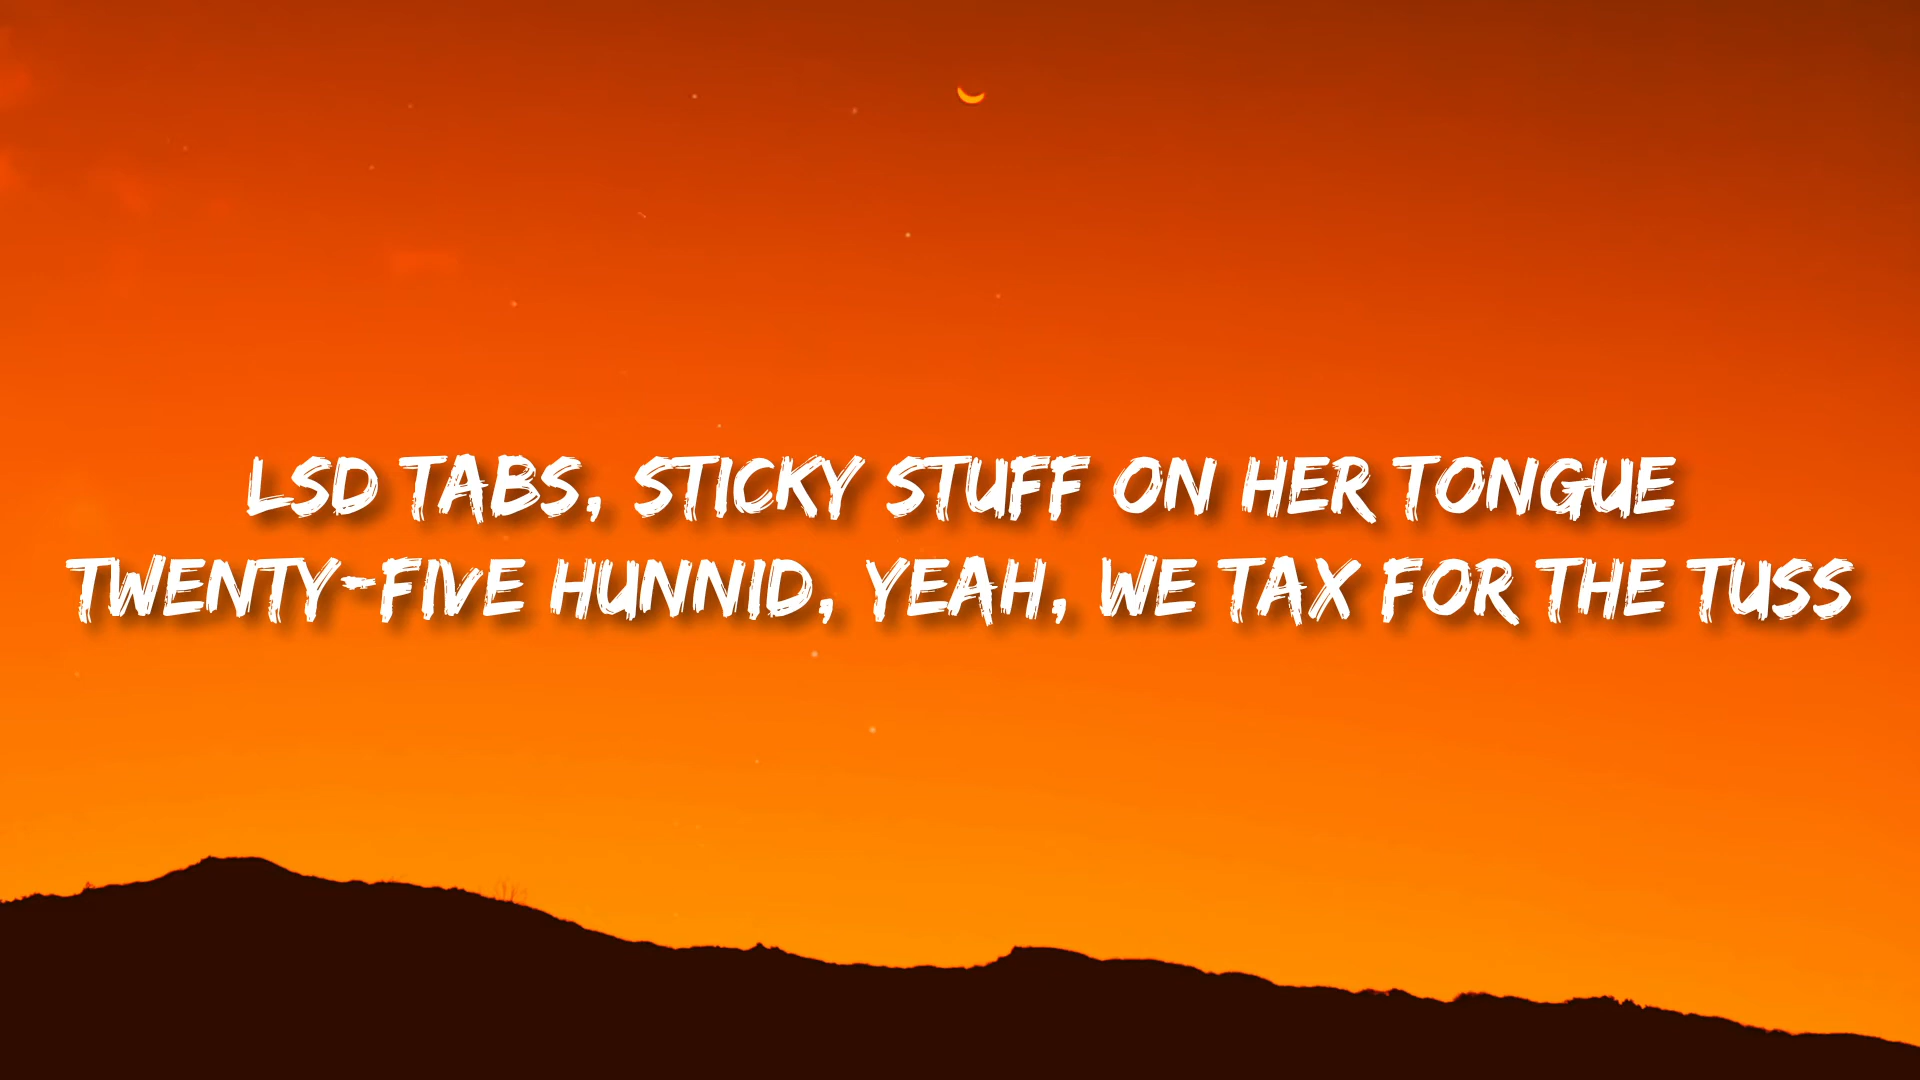 LSD TABS, STICKY STUFF ON HER TONGUE
TWENTY-FIVE HUNNID, YEAH, WE TAX FOR THE TUSS